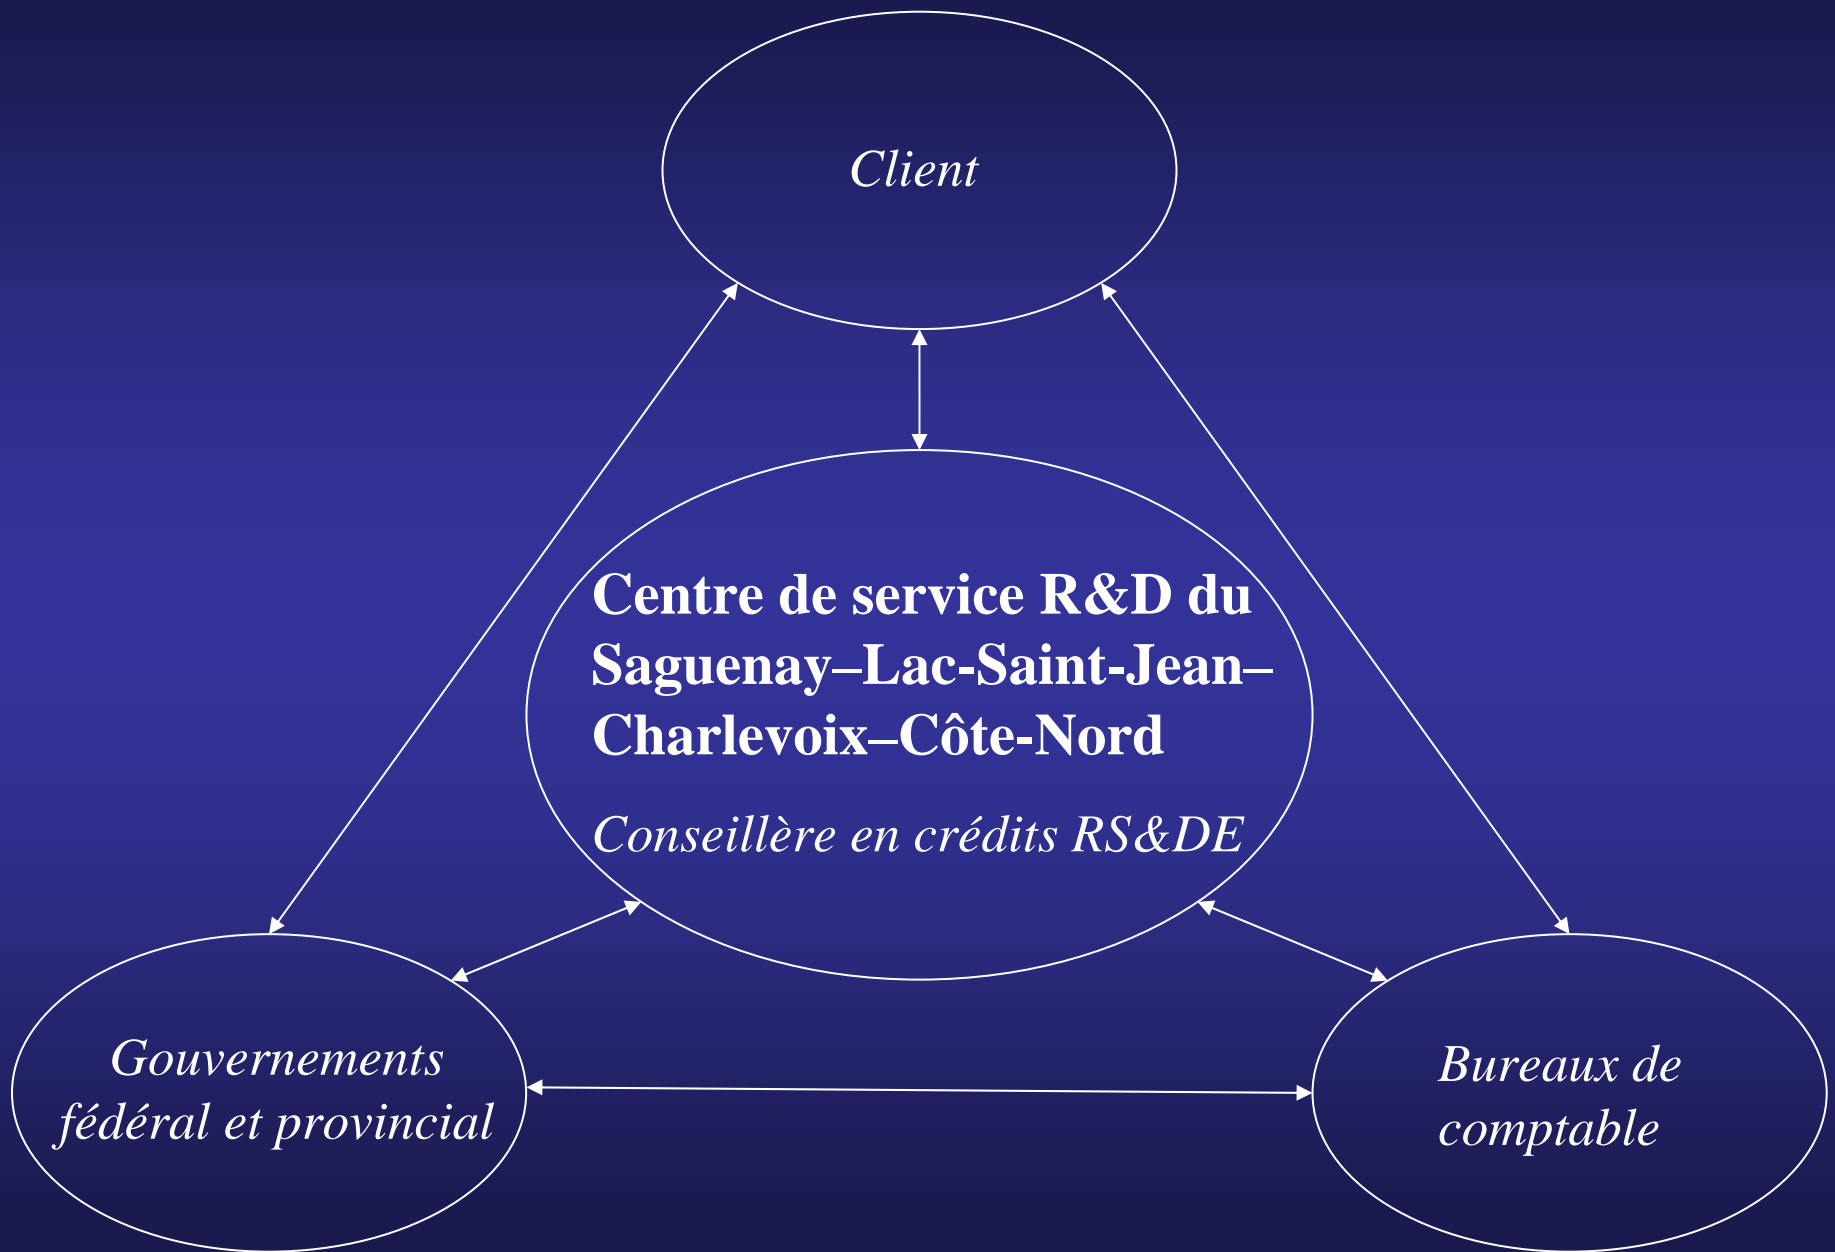 Client
Centre de service R&D du
Saguenay–Lac-Saint-Jean–
Charlevoix–Côte-Nord
Conseillère en crédits RS&DE
Gouvernements
fédéral et provincial
Bureaux de
comptable